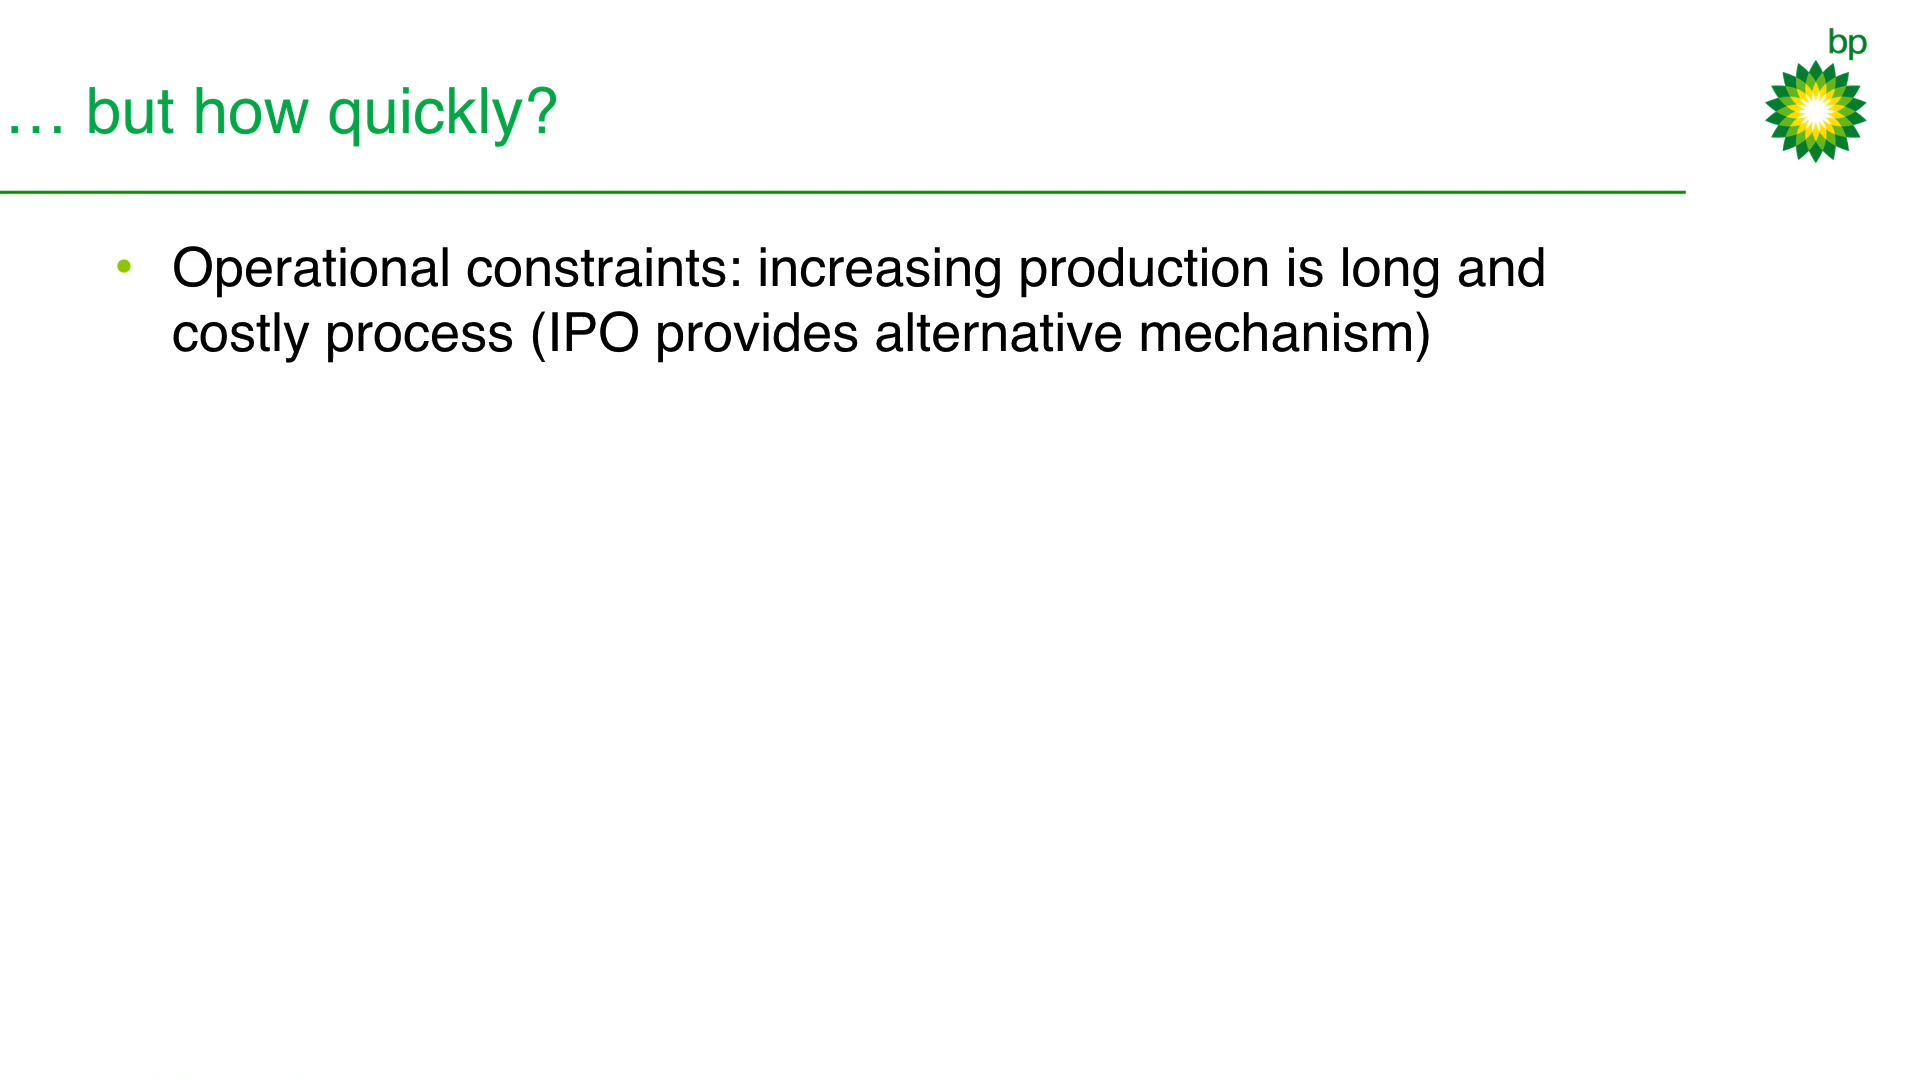 bp
… but how quickly?
• Operational constraints: increasing production is long and
costly process (IPO provides alternative mechanism)